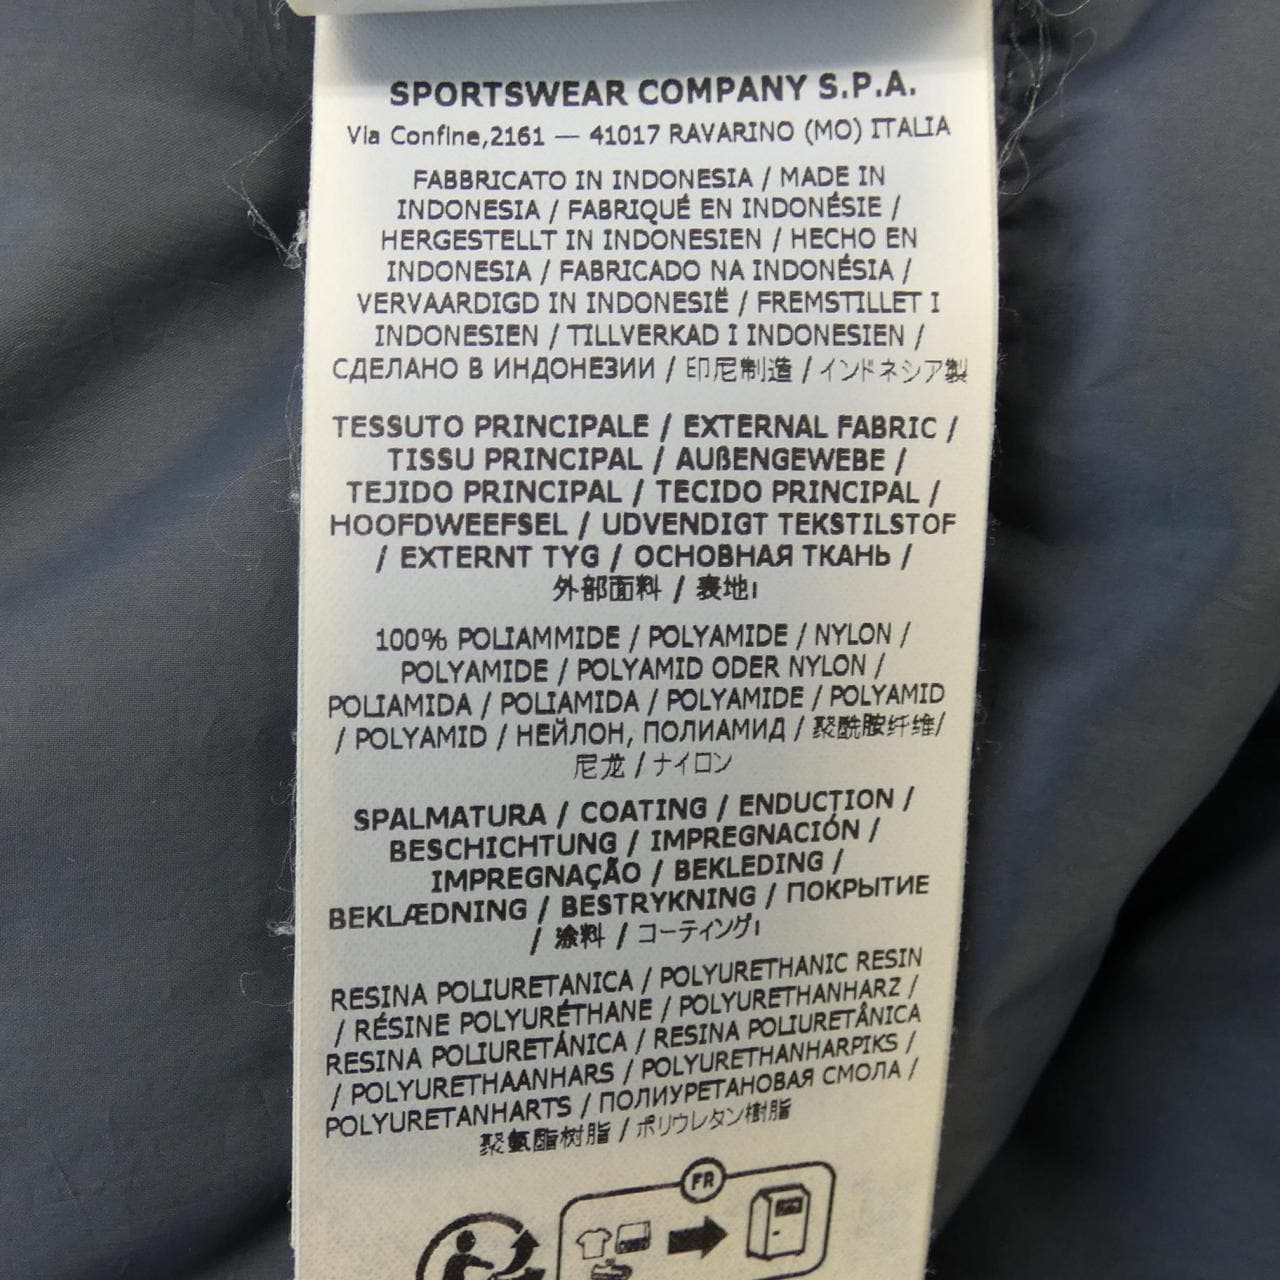 SPORTSWEAR COMPANY S.P.A.
Via Confine,2161 — 41017 RAVARINO (MO) ITALIA
FABBRICATO IN INDONESIA / MADE IN
INDONESIA / FABRIQUÉ EN INDONÉSIE /
HERGESTELLT IN INDONESIEN / HECHO EN
INDONESIA / FABRICADO NA INDONÉSIA /
VERVAARDIGD IN INDONESIË / FREMSTILLET I
INDONESIEN / TILLVERKAD I INDONESIEN /
СДЕЛАНО В ИНДОНЕЗИИ / 印尼制造 / インドネシア製
TESSUTO PRINCIPALE / EXTERNAL FABRIC /
TISSU PRINCIPAL / AUßENGEWEBE /
TEJIDO PRINCIPAL / TECIDO PRINCIPAL /
HOOFDWEEFSEL / UDVENDIGT TEKSTILSTOF
/ EXTERNT TYG / ОСНОВНАЯ ТКАНЬ /
外部面料 / 表地ı
100% POLIAMMIDE / POLYAMIDE / NYLON /
POLYAMIDE / POLYAMID ODER NYLON /
POLIAMIDA / POLIAMIDA / POLYAMIDE / POLYAMID
/ POLYAMID / НЕЙЛОН, ПОЛИАМИД / 聚酰胺纤维/
尼龙 / ナイロン
SPALMATURA / COATING / ENDUCTION /
BESCHICHTUNG / IMPREGNACIÓN /
IMPREGNAÇÃO / BEKLEDING /
BEKLÆDNING / BESTRYKNING / ПОКРЫТИЕ
/ 涂料 / コーティングı
RESINA POLIURETANICA / POLYURETHANIC RESIN
/ RÉSINE POLYURÉTHANE / POLYURETHANHARZ /
RESINA POLIURETÁNICA / RESINA POLIURETÂNICA
/ POLYURETHAANHARS / POLYURETHANHARPIKS /
POLYURETANHARTS / ПОЛИУРЕТАНОВАЯ СМОЛА /
聚氨酯树脂 / ポリウレタン樹脂
FR